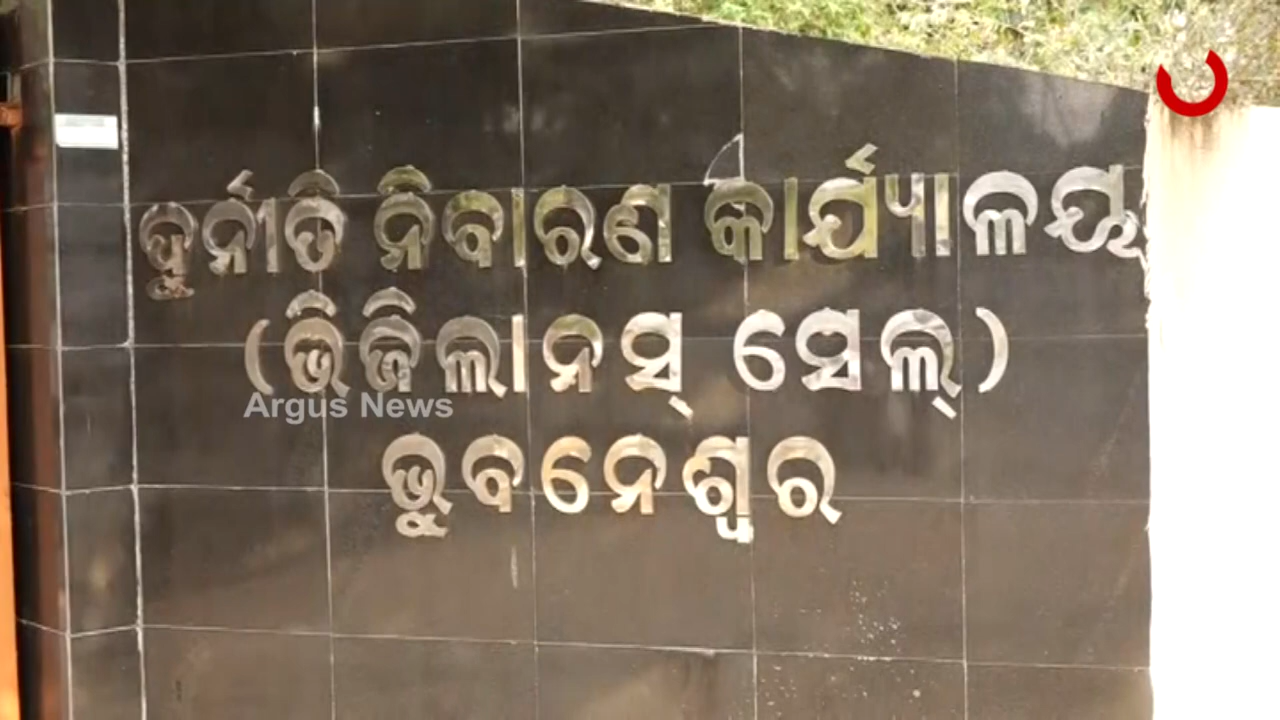 ଦୁର୍ନୀତି ନିବାରଣ କାର୍ଯ୍ୟାଳୟ
(ଭିଜିଲାନସ୍ ସେଲ୍)
Argus News
ଭୁବନେଶ୍ୱର